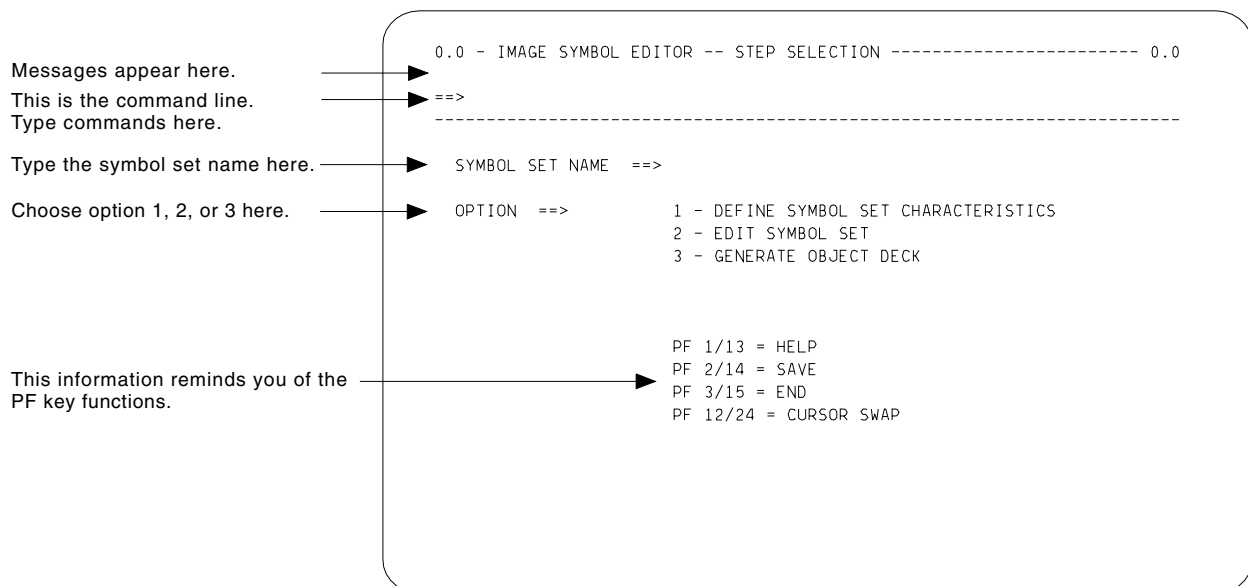 0.0 - IMAGE SYMBOL EDITOR -- STEP SELECTION ------------------------ 0.0
Messages appear here.
This is the command line.
Type commands here.
==>
------------------------------------------------------------------------
Type the symbol set name here.
SYMBOL SET NAME ==>
Choose option 1, 2, or 3 here.
OPTION ==> 1 - DEFINE SYMBOL SET CHARACTERISTICS
2 - EDIT SYMBOL SET
3 - GENERATE OBJECT DECK
This information reminds you of the
PF key functions.
PF 1/13 = HELP
PF 2/14 = SAVE
PF 3/15 = END
PF 12/24 = CURSOR SWAP